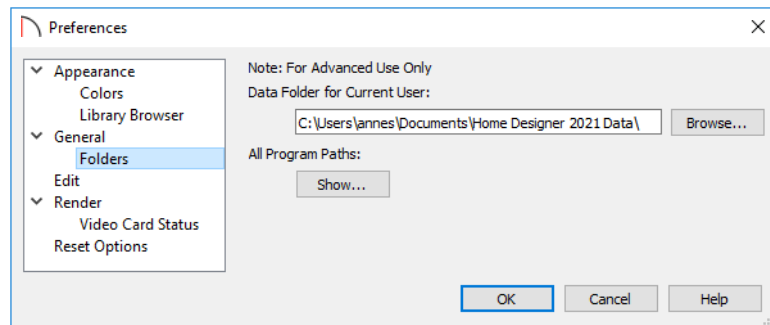 Preferences
Appearance
Colors
Library Browser
General
Folders
Edit
Render
Video Card Status
Reset Options
Note: For Advanced Use Only
Data Folder for Current User:
C:\Users\annes\Documents\Home Designer 2021 Data\
Browse...
All Program Paths:
Show...
OK
Cancel
Help